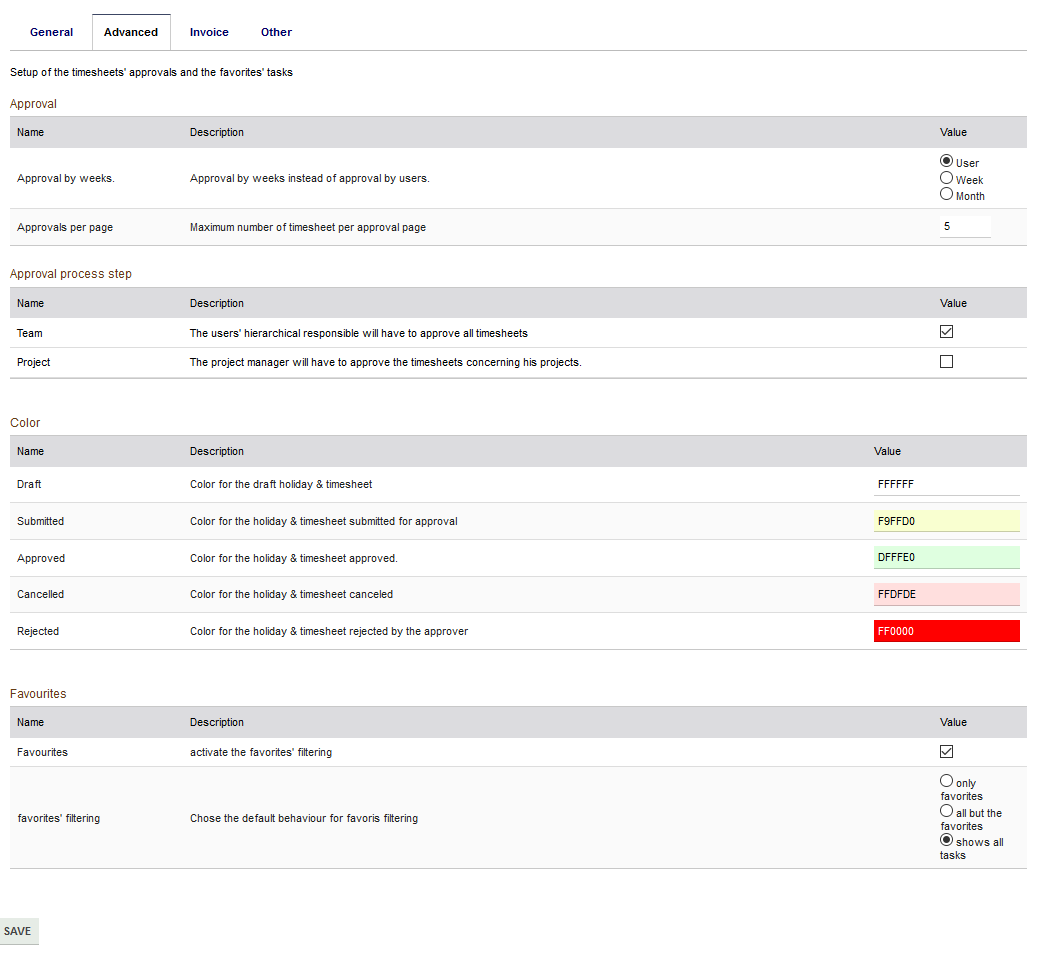 General Advanced Invoice Other
Setup of the timesheets' approvals and the favorites' tasks
Approval
Name Description Value
Approval by weeks. Approval by weeks instead of approval by users.
User
Week
Month
Approvals per page Maximum number of timesheet per approval page 5
Approval process step
Name Description Value
Team The users' hierarchical responsible will have to approve all timesheets
Project The project manager will have to approve the timesheets concerning his projects.
Color
Name Description Value
Draft Color for the draft holiday & timesheet FFFFFF
Submitted Color for the holiday & timesheet submitted for approval F9FFD0
Approved Color for the holiday & timesheet approved. DFFFE0
Cancelled Color for the holiday & timesheet canceled FFDFDE
Rejected Color for the holiday & timesheet rejected by the approver FF0000
Favourites
Name Description Value
Favourites activate the favorites' filtering
favorites' filtering Chose the default behaviour for favoris filtering
only
favorites
all but the
favorites
shows all
tasks
SAVE